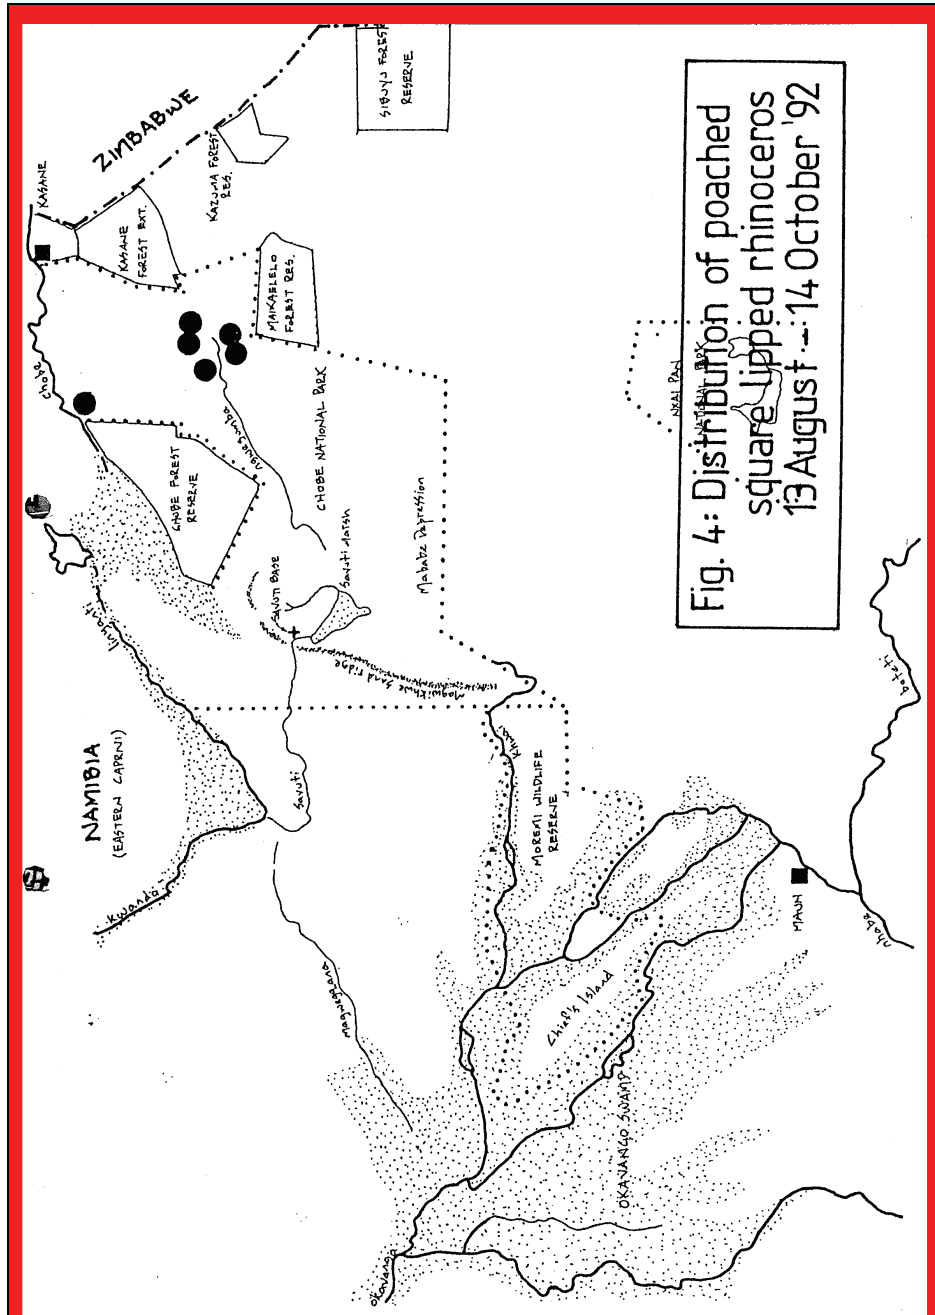 Fig. 4: Distribution of poached
square lipped rhinoceros
13 August -- 14 October '92
ZIMBABWE
SIBUYU FOREST
RESERVE
KASANE
KASANE
FOREST EXT.
KAZUMA FOREST
RES.
MAIKAELELO
FOREST RES.
chobe
CHOBE FOREST
RESERVE
ngwezumba
CHOBE NATIONAL PARK
NXAI PAN
NATIONAL PARK
Mababe Depression
SAVUTI BASE
Savuti Marsh
Magwikhwe Sand ridge
linyanti
NAMIBIA
(EASTERN CAPRNI)
Savuti
khwai
MOREMI WILDLIFE
RESERVE
boteti
kwando
MAUN
nhabe
magwegqana
Chief's Island
OKAVANGO SWAMP
okavango